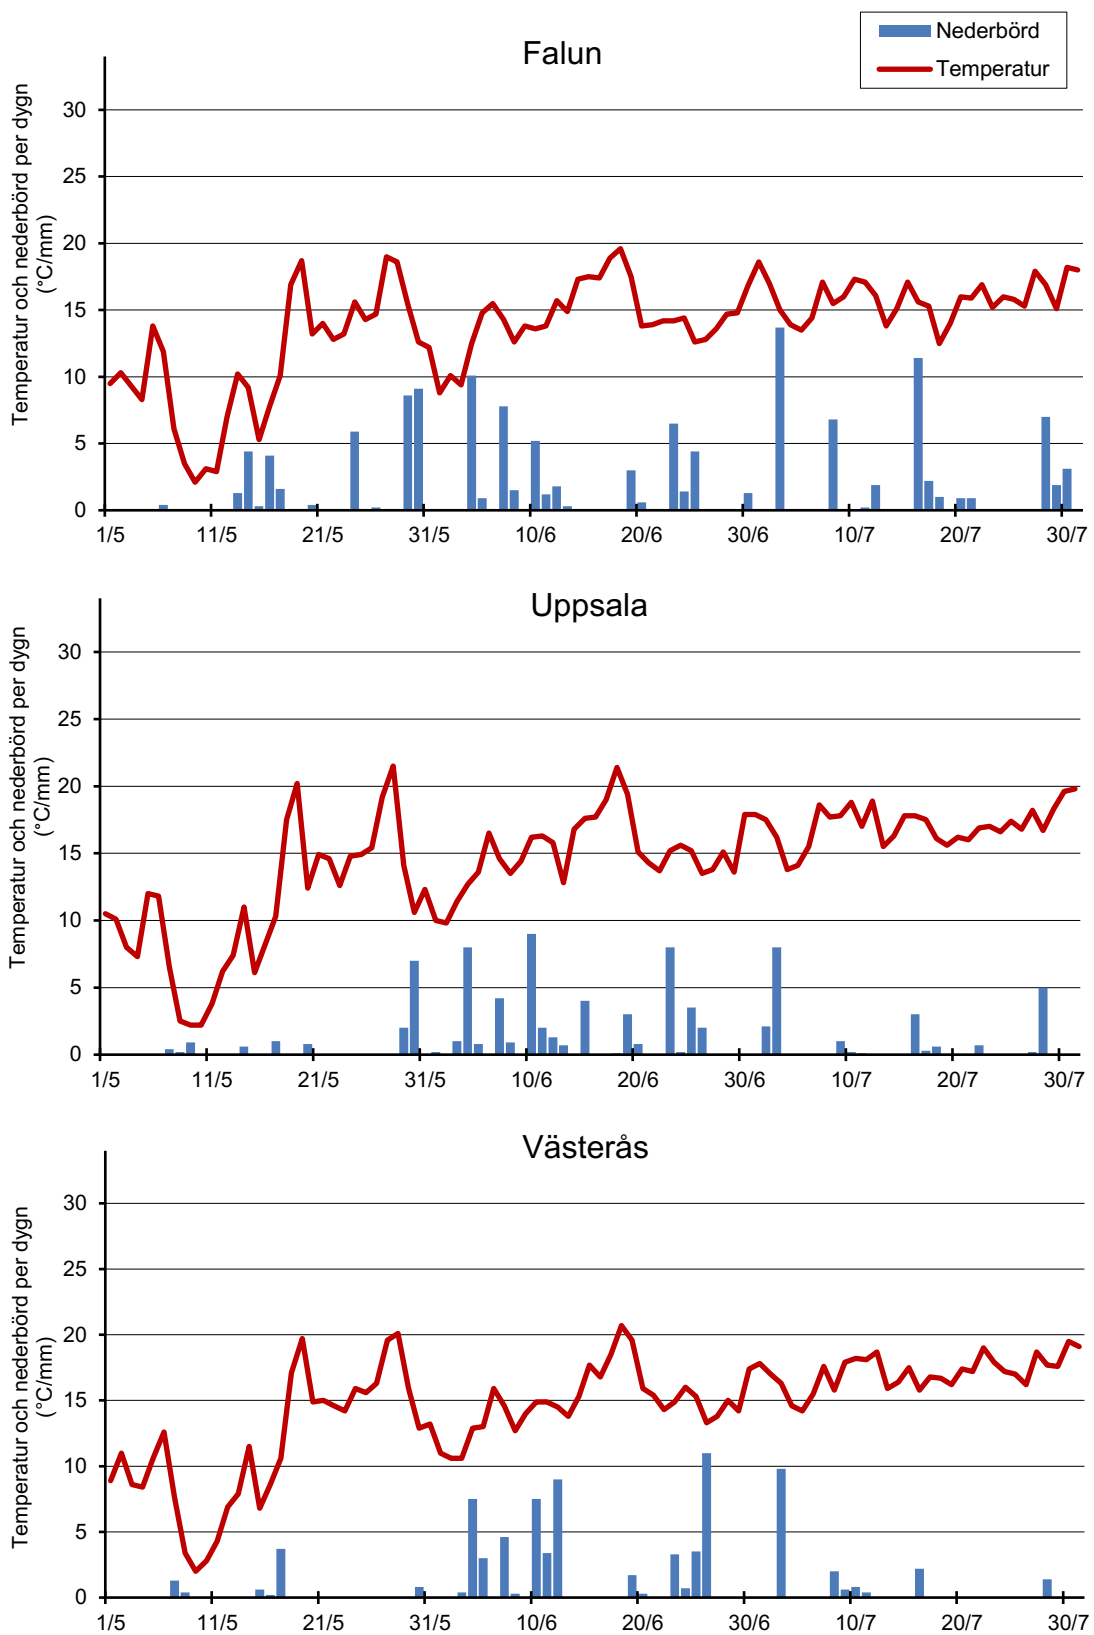 Falun
Nederbörd
Temperatur
Temperatur och nederbörd per dygn
(°C/mm)
30
25
20
15
10
5
0
1/5 11/5 21/5 31/5 10/6 20/6 30/6 10/7 20/7 30/7
Uppsala
Temperatur och nederbörd per dygn
(°C/mm)
30
25
20
15
10
5
0
1/5 11/5 21/5 31/5 10/6 20/6 30/6 10/7 20/7 30/7
Västerås
Temperatur och nederbörd per dygn
(°C/mm)
30
25
20
15
10
5
0
1/5 11/5 21/5 31/5 10/6 20/6 30/6 10/7 20/7 30/7